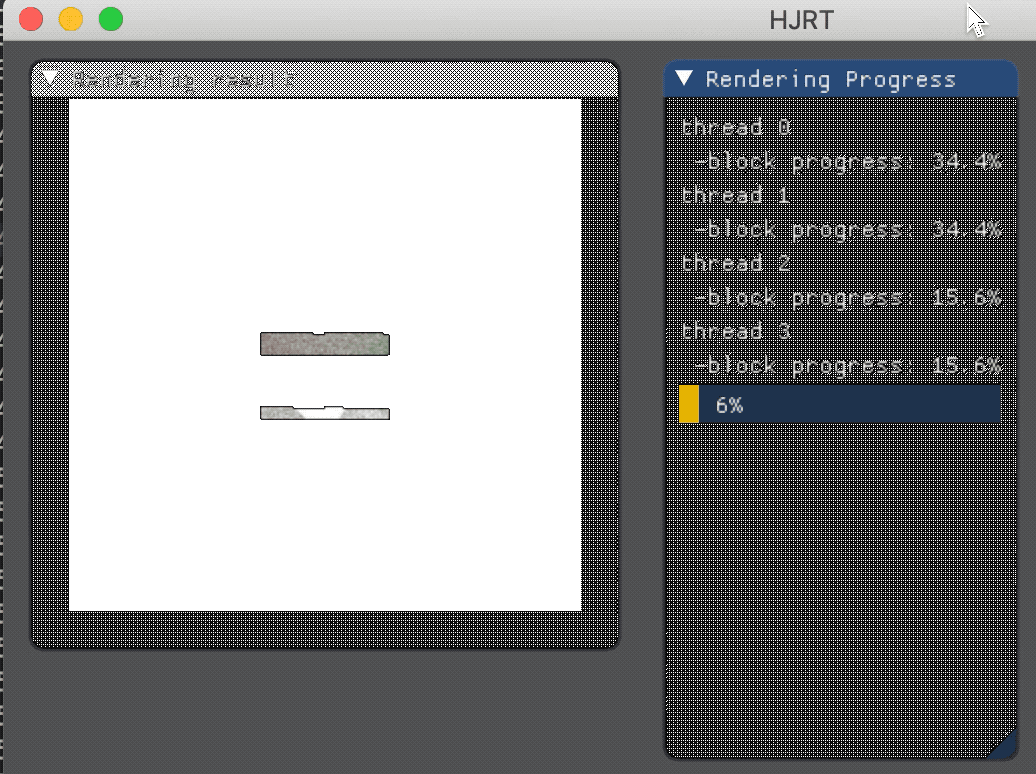 HJRT
Rendering result
Rendering Progress
thread 0
-block progress: 34.4%
thread 1
-block progress: 34.4%
thread 2
-block progress: 15.6%
thread 3
-block progress: 15.6%
6%